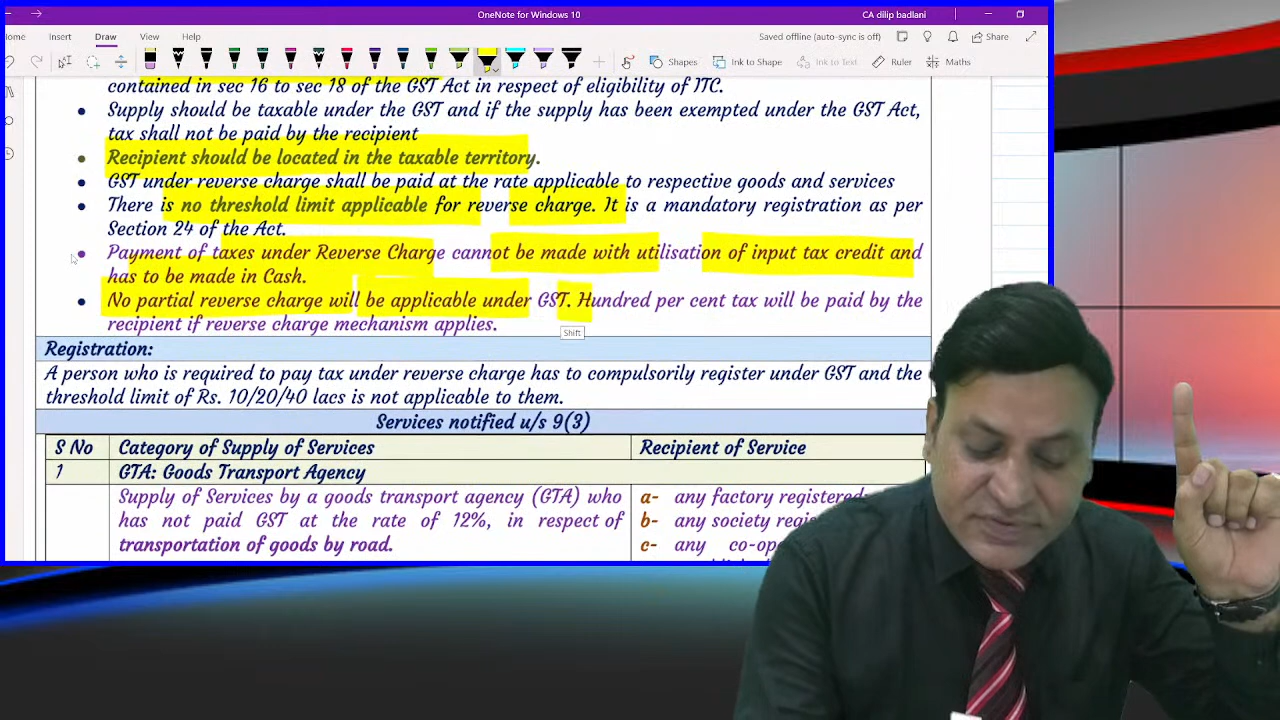 OneNote for Windows 10
CA dilip badlani
Insert Draw View Help
Saved offline (auto-sync is off)
Share
Shapes Ink to Shape Ink to Text Ruler Maths
contained in sec 16 to sec 18 of the GST Act in respect of eligibility of ITC.
Supply should be taxable under the GST and if the supply has been exempted under the GST Act,
tax shall not be paid by the recipient
Recipient should be located in the taxable territory.
GST under reverse charge shall be paid at the rate applicable to respective goods and services
There is no threshold limit applicable for reverse charge. It is a mandatory registration as per
Section 24 of the Act.
Payment of taxes under Reverse Charge cannot be made with utilisation of input tax credit and
has to be made in Cash.
No partial reverse charge will be applicable under GST. Hundred per cent tax will be paid by the
recipient if reverse charge mechanism applies.
Shift
Registration:
A person who is required to pay tax under reverse charge has to compulsorily register under GST and the
threshold limit of Rs. 10/20/40 lacs is not applicable to them.
Services notified u/s 9(3)
S No Category of Supply of Services Recipient of Service
1 GTA: Goods Transport Agency
Supply of Services by a goods transport agency (GTA) who
has not paid GST at the rate of 12%, in respect of
transportation of goods by road.
a- any factory registered
b- any society
c- any